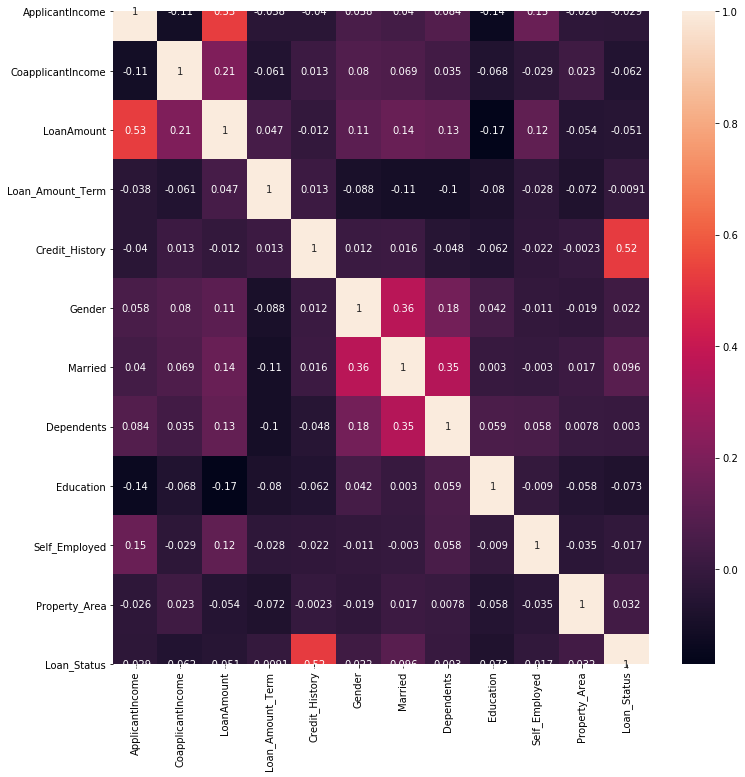 ApplicantIncome 1 -0.11 0.53 -0.038 -0.04 0.058 0.04 0.084 -0.14 0.15 -0.026 -0.029
CoapplicantIncome -0.11 1 0.21 -0.061 0.013 0.08 0.069 0.035 -0.068 -0.029 0.023 -0.062
LoanAmount 0.53 0.21 1 0.047 -0.012 0.11 0.14 0.13 -0.17 0.12 -0.054 -0.051
Loan_Amount_Term -0.038 -0.061 0.047 1 0.013 -0.088 -0.11 -0.1 -0.08 -0.028 -0.072 -0.0091
Credit_History -0.04 0.013 -0.012 0.013 1 0.012 0.016 -0.048 -0.062 -0.022 -0.0023 0.52
Gender 0.058 0.08 0.11 -0.088 0.012 1 0.36 0.18 0.042 -0.011 -0.019 0.022
Married 0.04 0.069 0.14 -0.11 0.016 0.36 1 0.35 0.003 -0.003 0.017 0.096
Dependents 0.084 0.035 0.13 -0.1 -0.048 0.18 0.35 1 0.059 0.058 0.0078 0.003
Education -0.14 -0.068 -0.17 -0.08 -0.062 0.042 0.003 0.059 1 -0.009 -0.058 -0.073
Self_Employed 0.15 -0.029 0.12 -0.028 -0.022 -0.011 -0.003 0.058 -0.009 1 -0.035 -0.017
Property_Area -0.026 0.023 -0.054 -0.072 -0.0023 -0.019 0.017 0.0078 -0.058 -0.035 1 0.032
Loan_Status -0.029 -0.062 -0.051 -0.0091 0.52 0.022 0.096 0.003 -0.073 -0.017 0.032 1
ApplicantIncome
CoapplicantIncome
LoanAmount
Loan_Amount_Term
Credit_History
Gender
Married
Dependents
Education
Self_Employed
Property_Area
Loan_Status
1.0
0.8
0.6
0.4
0.2
0.0